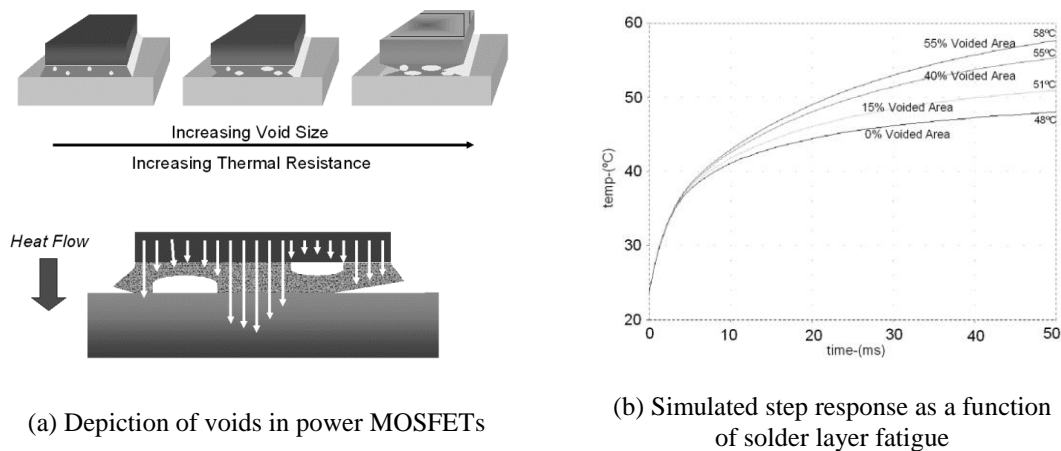 Increasing Void Size
Increasing Thermal Resistance
Heat Flow
(a) Depiction of voids in power MOSFETs
60
50
40
30
20
temp-(ºC)
0
10
20
30
40
50
time-(ms)
58ºC
55% Voided Area
55ºC
40% Voided Area
51ºC
15% Voided Area
48ºC
0% Voided Area
(b) Simulated step response as a function
of solder layer fatigue